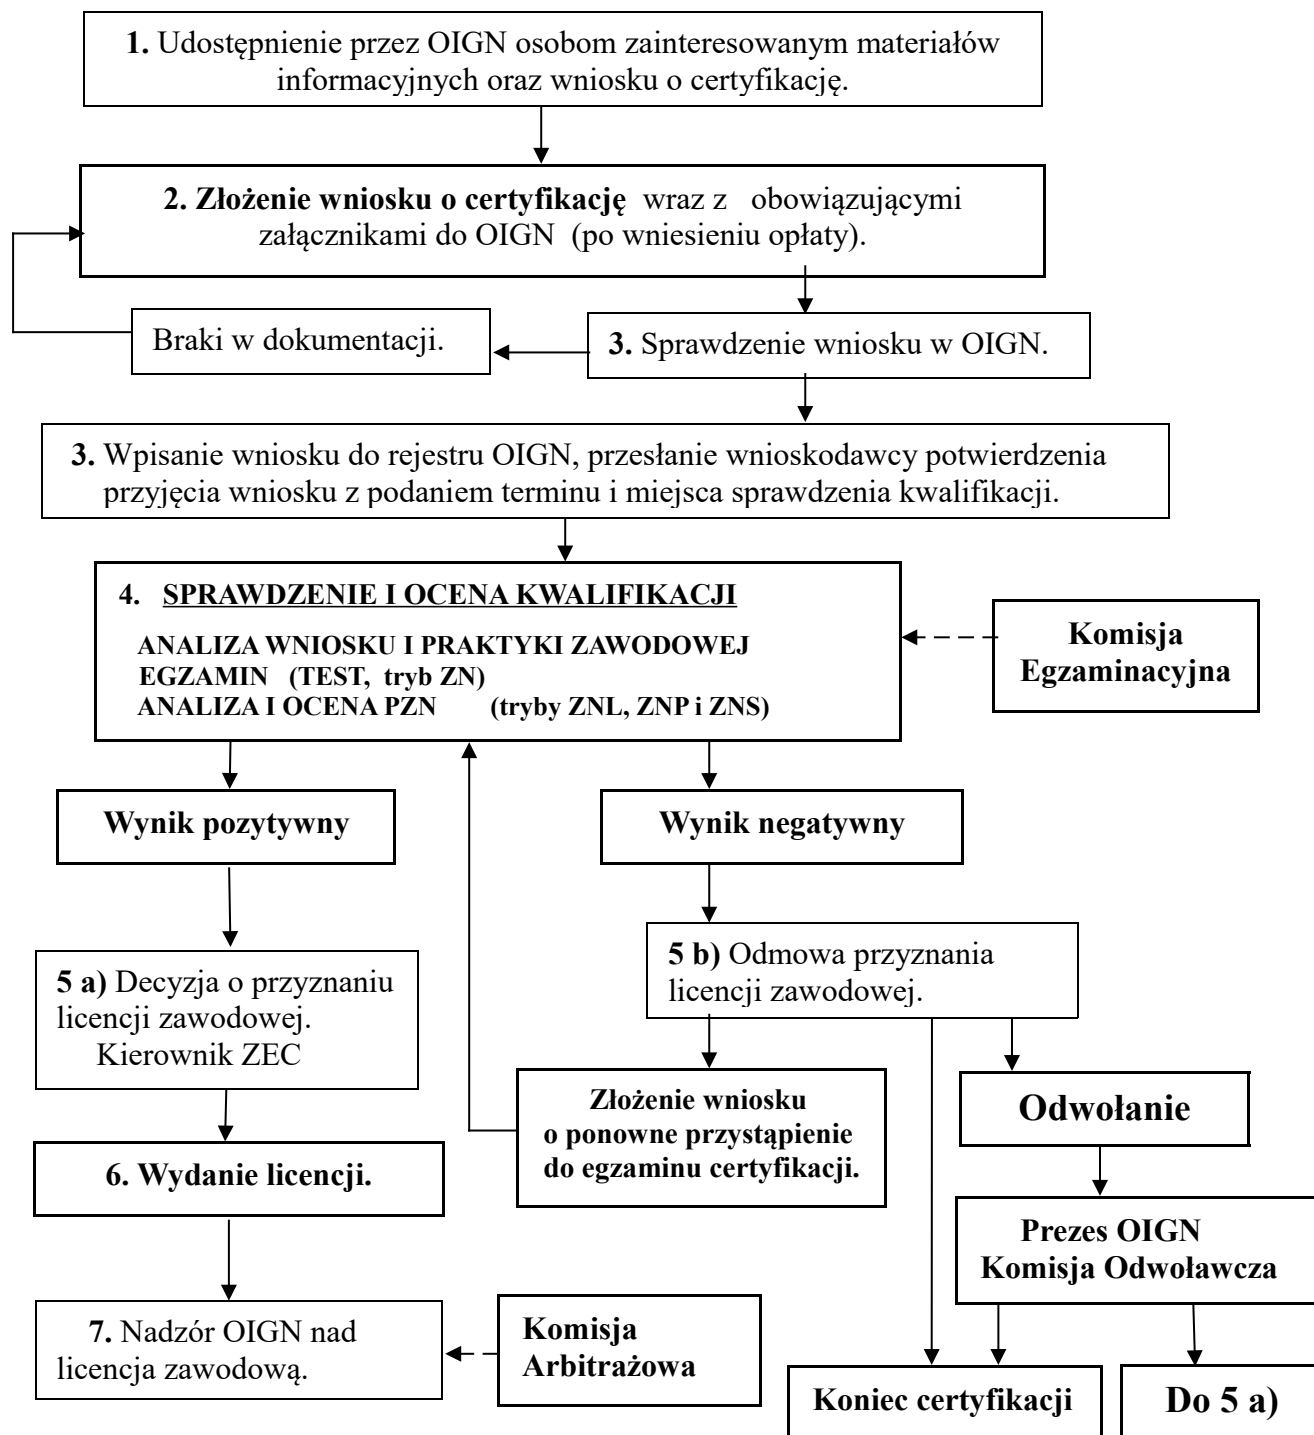 1. Udostępnienie przez OIGN osobom zainteresowanym materiałów
informacyjnych oraz wniosku o certyfikację.
2. Złożenie wniosku o certyfikację wraz z obowiązującymi
załącznikami do OIGN (po wniesieniu opłaty).
Braki w dokumentacji.
3. Sprawdzenie wniosku w OIGN.
3. Wpisanie wniosku do rejestru OIGN, przesłanie wnioskodawcy potwierdzenia
przyjęcia wniosku z podaniem terminu i miejsca sprawdzenia kwalifikacji.
4. SPRAWDZENIE I OCENA KWALIFIKACJI
ANALIZA WNIOSKU I PRAKTYKI ZAWODOWEJ
EGZAMIN (TEST, tryb ZN)
ANALIZA I OCENA PZN (tryby ZNL, ZNP i ZNS)
Komisja
Egzaminacyjna
Wynik pozytywny
Wynik negatywny
5 a) Decyzja o przyznaniu
licencji zawodowej.
Kierownik ZEC
5 b) Odmowa przyznania
licencji zawodowej.
Złożenie wniosku
o ponowne przystąpienie
do egzaminu certyfikacji.
Odwołanie
6. Wydanie licencji.
Prezes OIGN
Komisja Odwoławcza
7. Nadzór OIGN nad
licencja zawodową.
Komisja
Arbitrażowa
Koniec certyfikacji
Do 5 a)